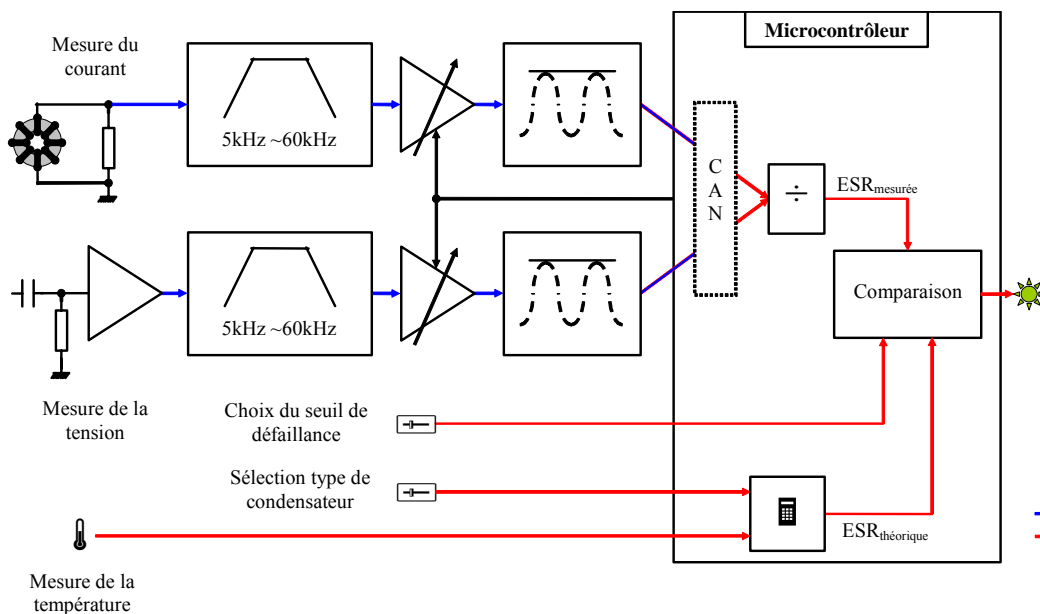 Mesure du
courant
5kHz ~60kHz
Microcontrôleur
C
A
N
÷
ESRmesurée
Comparaison
5kHz ~60kHz
Mesure de la
tension
Choix du seuil de
défaillance
Sélection type de
condensateur
ESRthéorique
Mesure de la
température